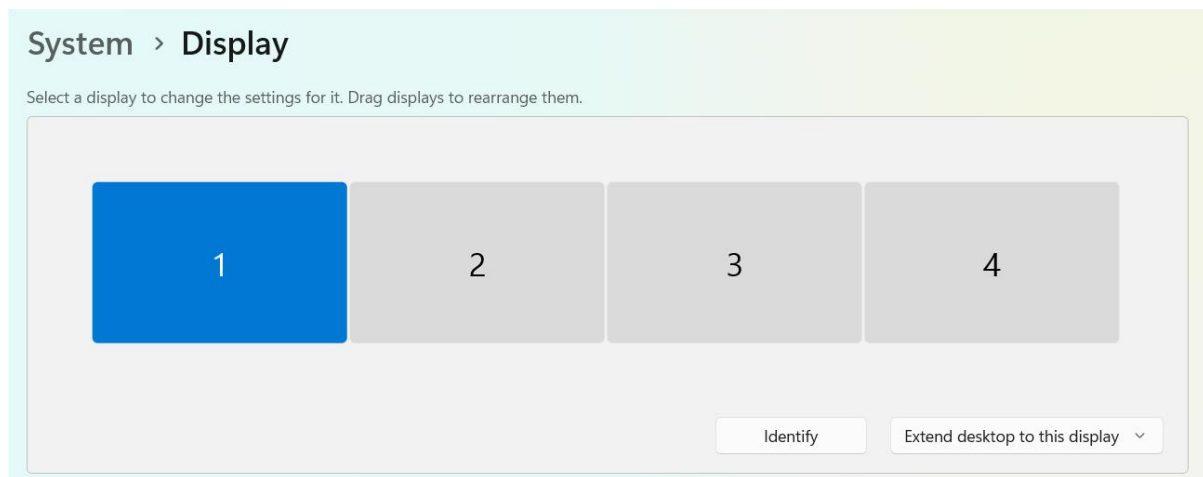 System > Display
Select a display to change the settings for it. Drag displays to rearrange them.
1 2 3 4
Identify Extend desktop to this display